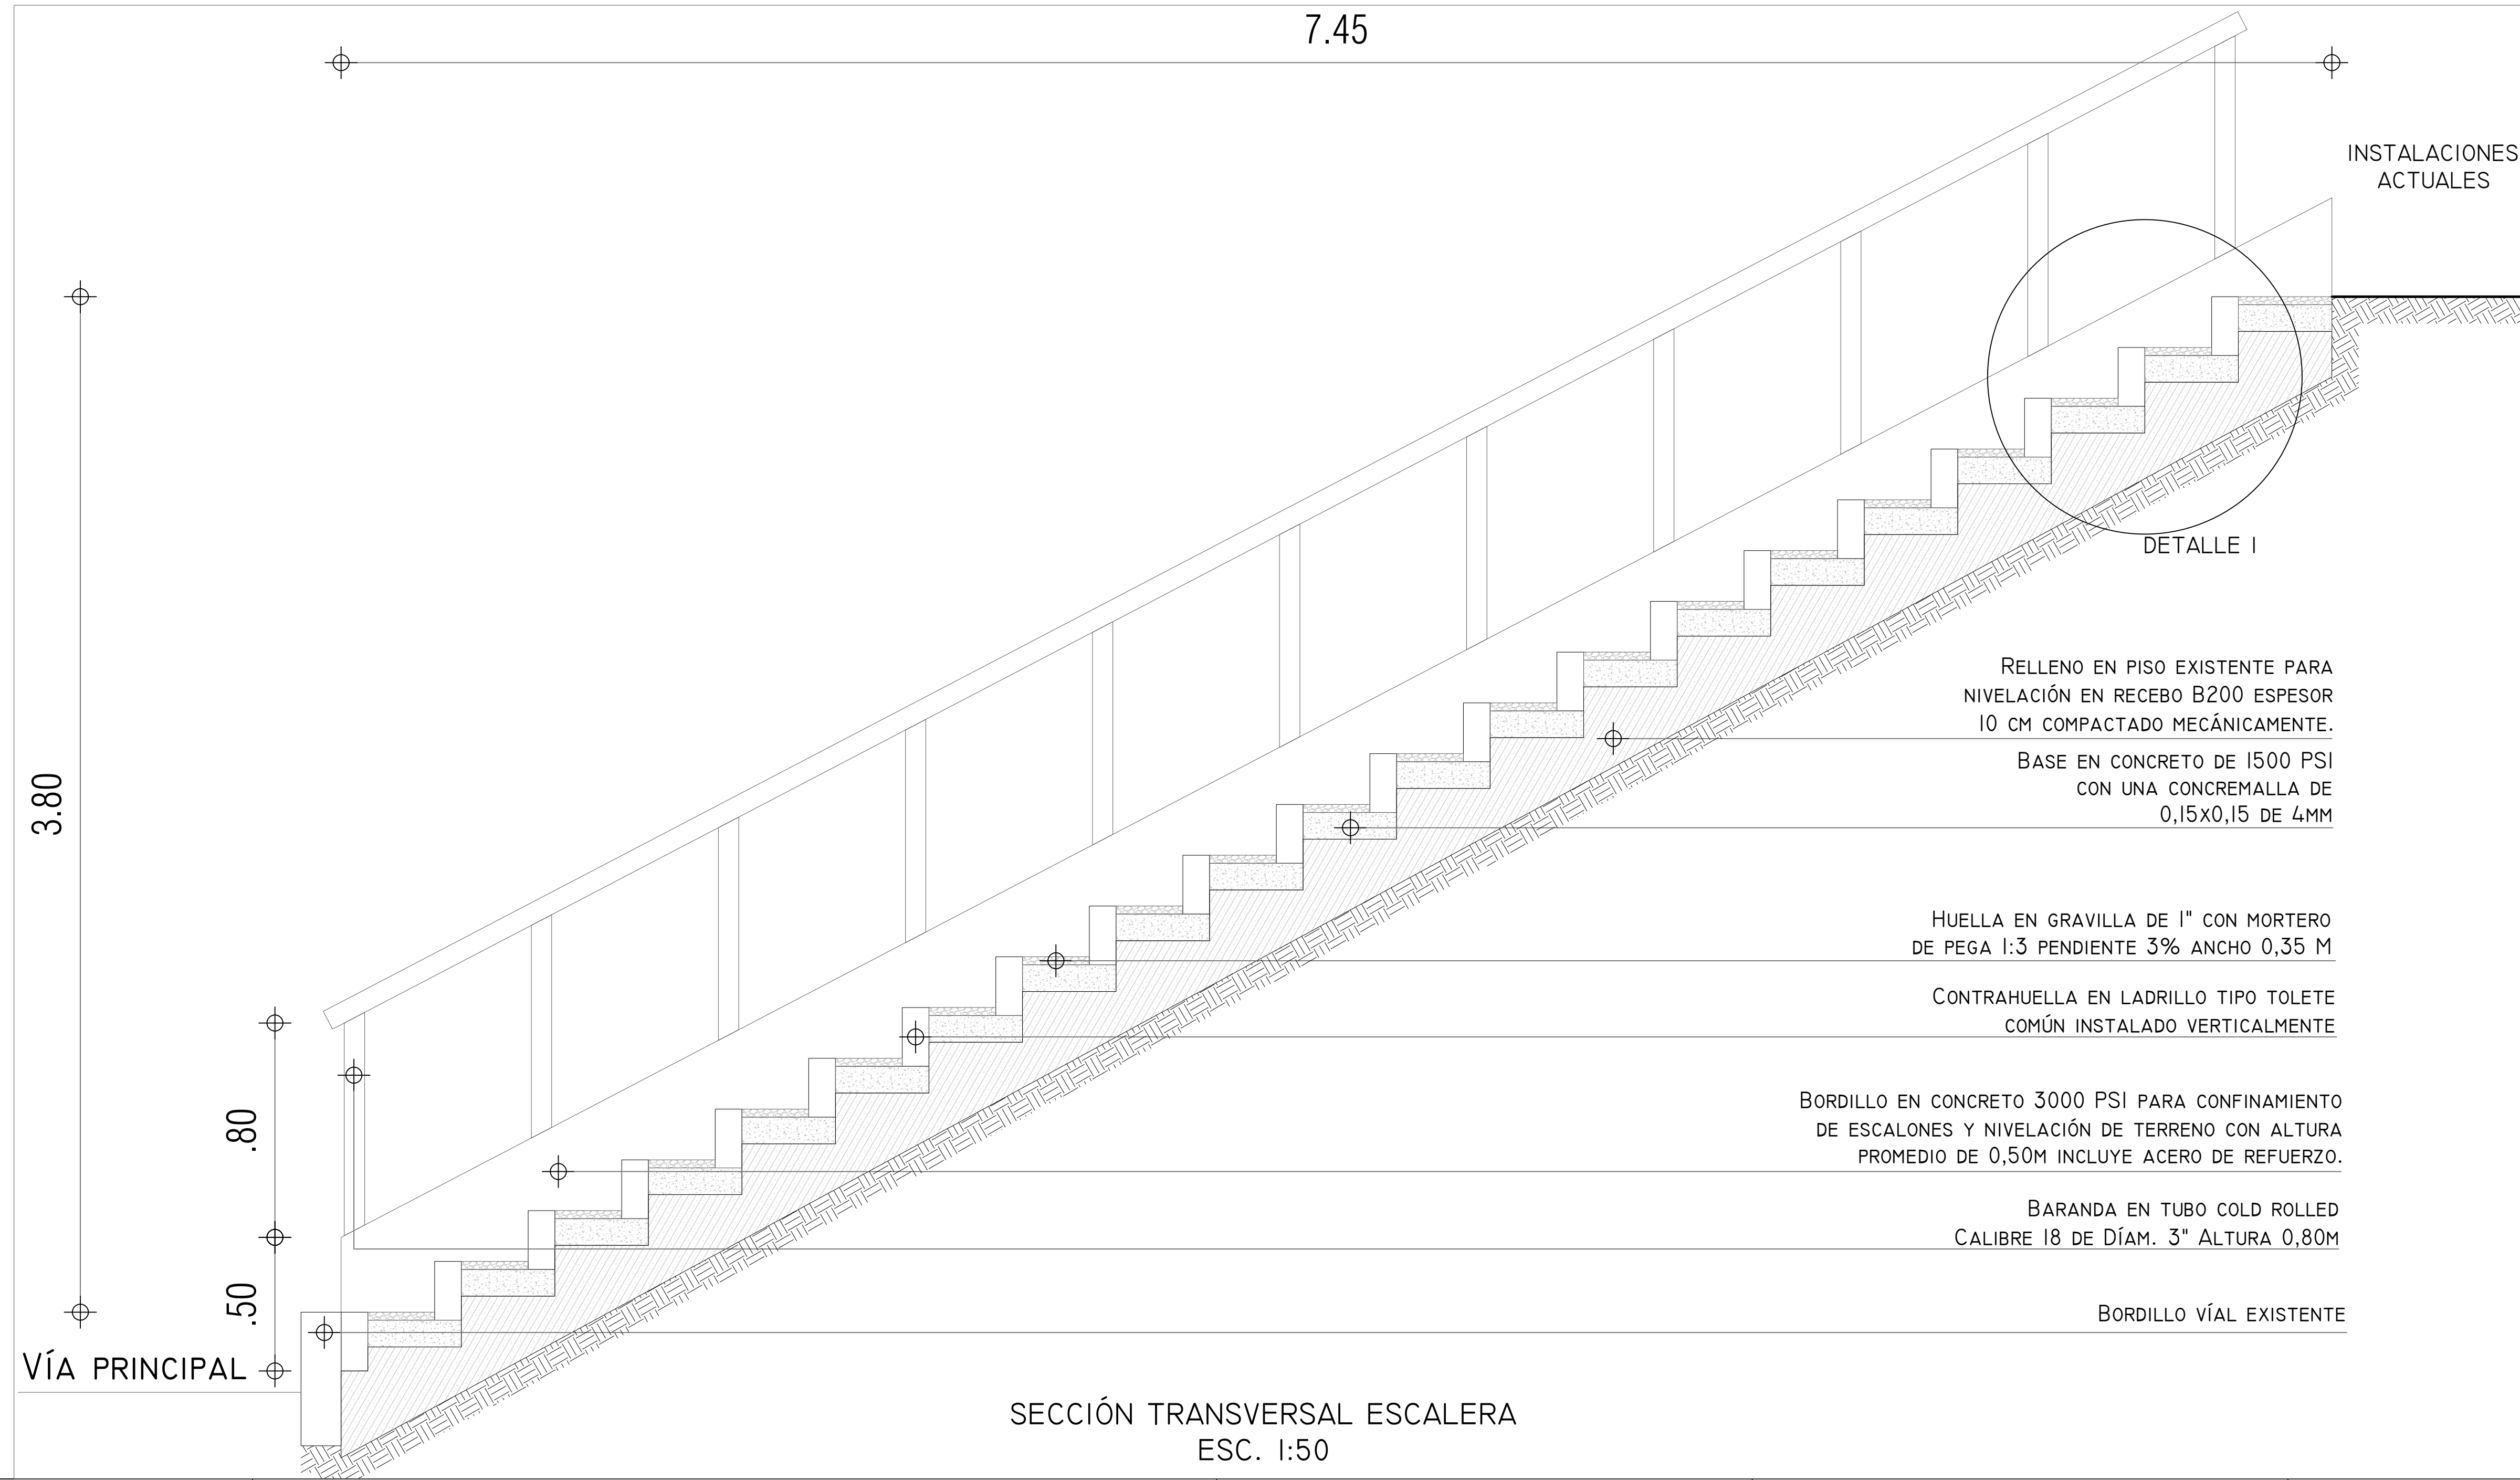 7.45
INSTALACIONES
ACTUALES
DETALLE 1
3.80
RELLENO EN PISO EXISTENTE PARA
NIVELACIÓN EN RECEBO B200 ESPESOR
10 CM COMPACTADO MECÁNICAMENTE.
BASE EN CONCRETO DE 1500 PSI
CON UNA CONCREMALLA DE
0,15X0,15 DE 4MM
HUELLA EN GRAVILLA DE 1" CON MORTERO
DE PEGA 1:3 PENDIENTE 3% ANCHO 0,35 M
CONTRAHUELLA EN LADRILLO TIPO TOLETE
COMÚN INSTALADO VERTICALMENTE
.80
BORDILLO EN CONCRETO 3000 PSI PARA CONFINAMIENTO
DE ESCALONES Y NIVELACIÓN DE TERRENO CON ALTURA
PROMEDIO DE 0,50M INCLUYE ACERO DE REFUERZO.
BARANDA EN TUBO COLD ROLLED
CALIBRE 18 DE DÍAM. 3" ALTURA 0,80M
.50
BORDILLO VÍAL EXISTENTE
VÍA PRINCIPAL
SECCIÓN TRANSVERSAL ESCALERA
ESC. 1:50